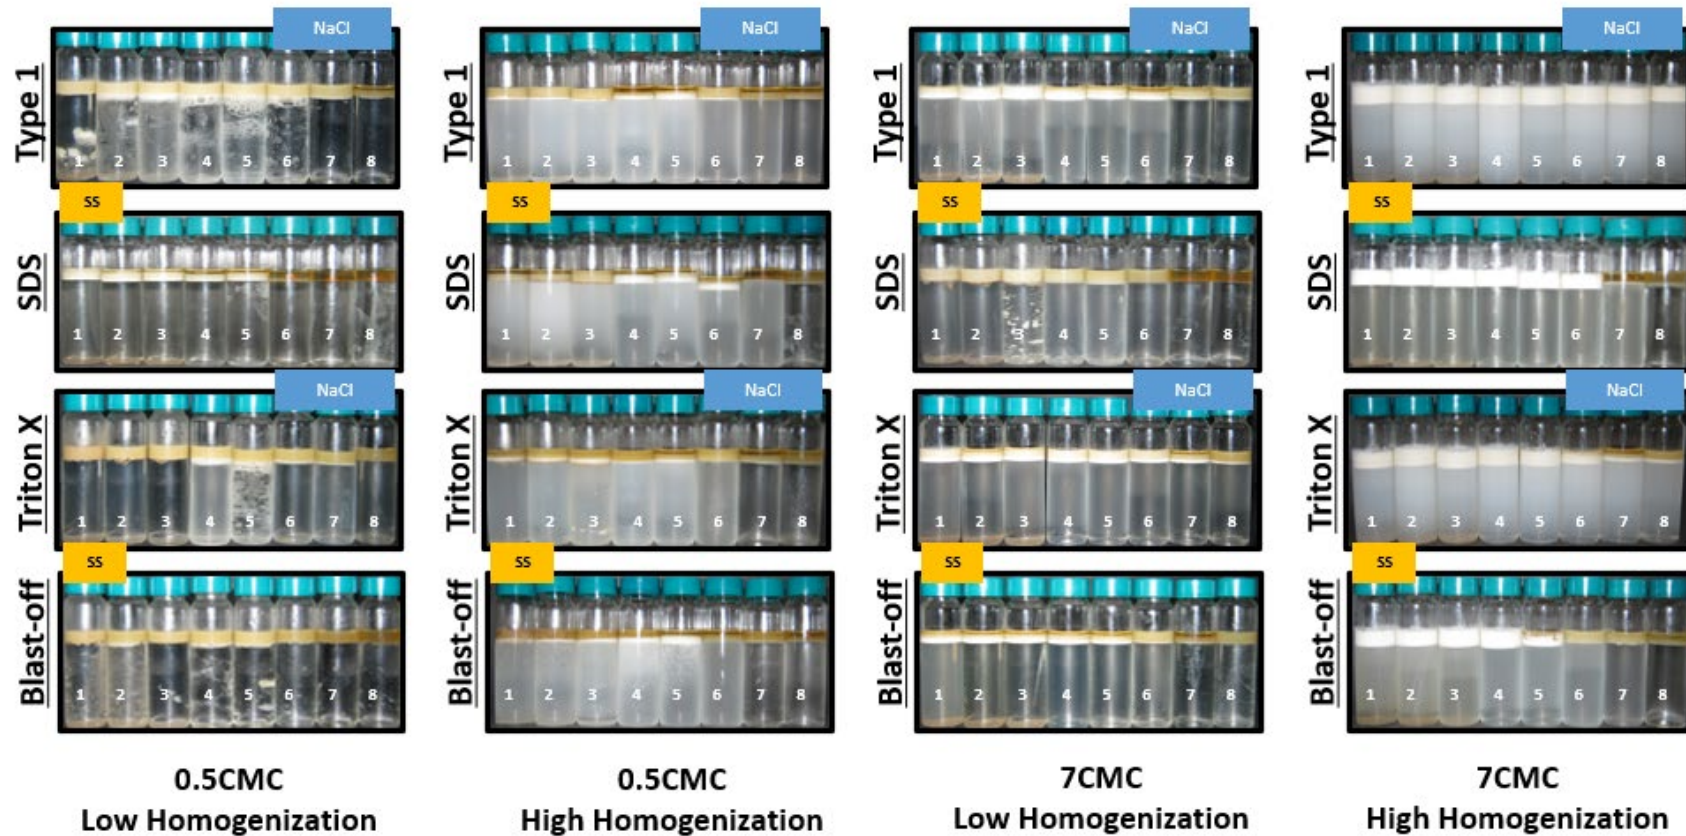 NaCl
NaCl
NaCl
NaCl
Type 1
1 2 3 4 5 6 7 8
Type 1
1 2 3 4 5 6 7 8
Type 1
1 2 3 4 5 6 7 8
Type 1
1 2 3 4 5 6 7 8
SS
SS
SS
SS
SDS
1 2 3 4 5 6 7 8
SDS
1 2 3 4 5 6 7 8
SDS
1 2 3 4 5 6 7 8
SDS
1 2 3 4 5 6 7 8
NaCl
NaCl
NaCl
NaCl
Triton X
1 2 3 4 5 6 7 8
Triton X
1 2 3 4 5 6 7 8
Triton X
1 2 3 4 5 6 7 8
Triton X
1 2 3 4 5 6 7 8
SS
SS
SS
SS
Blast-off
1 2 3 4 5 6 7 8
Blast-off
1 2 3 4 5 6 7 8
Blast-off
1 2 3 4 5 6 7 8
Blast-off
1 2 3 4 5 6 7 8
0.5CMC
Low Homogenization
0.5CMC
High Homogenization
7CMC
Low Homogenization
7CMC
High Homogenization